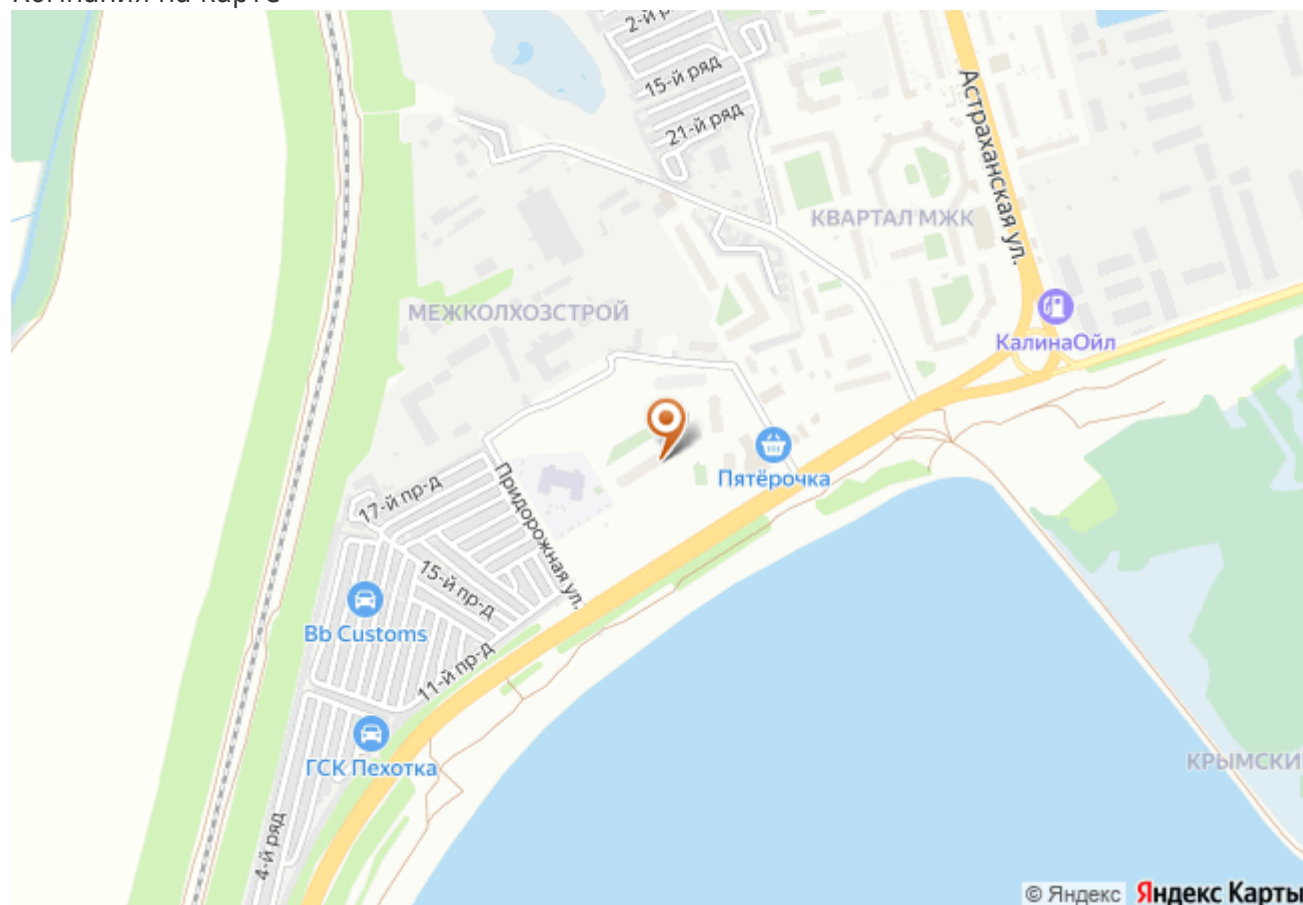 2-й р
15-й ряд
21-й ряд
Астраханская ул.
КВАРТАЛ МЖК
МЕЖКОЛХОЗСТРОЙ
КалинаОйл
Пятёрочка
17-й пр-д
Придорожная ул.
15-й пр-д
Bb Customs
11-й пр-д
ГСК Пехотка
КРЫМСКИ
4-й ряд
© Яндекс Яндекс Карты